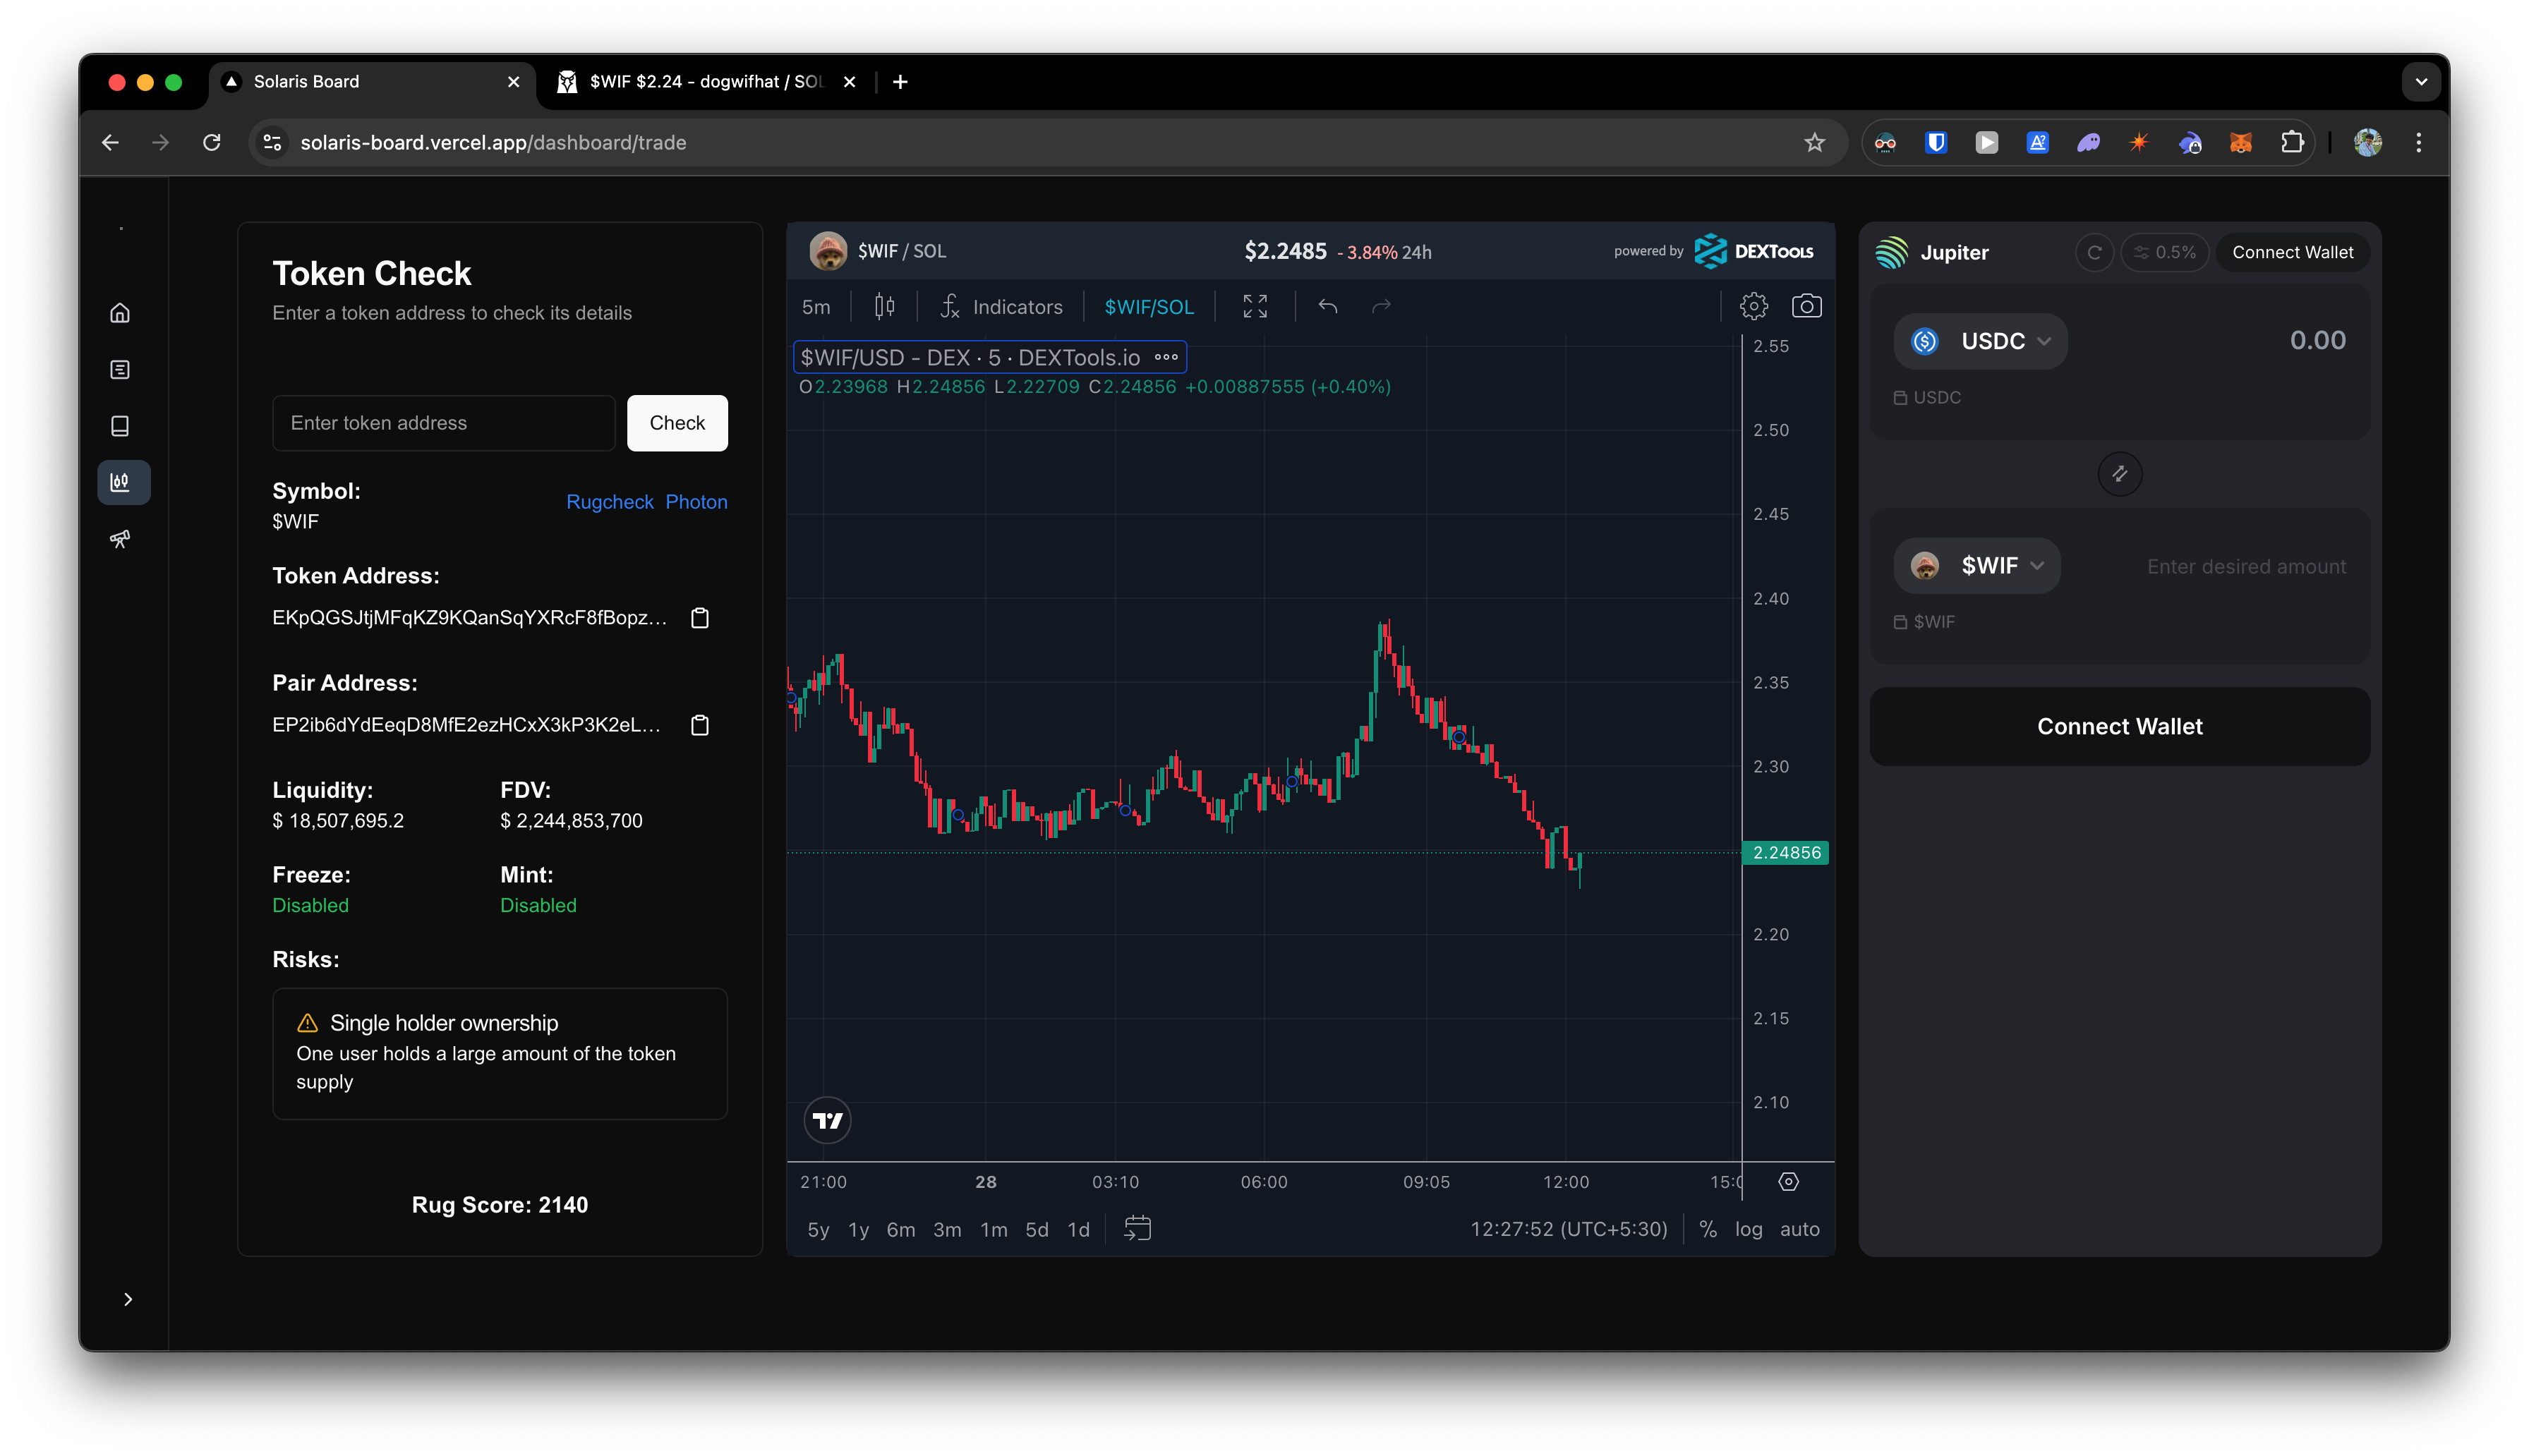 Solaris Board
$WIF $2.24 - dogwifhat / SOL
solaris-board.vercel.app/dashboard/trade
Token Check
Enter a token address to check its details
Enter token address
Check
Symbol:
$WIF
Rugcheck Photon
Token Address:
EKpQGSJtjMFqKZ9KQanSqYXRcF8fBopz...
Pair Address:
EP2ib6dYdEeqD8MfE2ezHCxX3kP3K2eL...
Liquidity:
$ 18,507,695.2
FDV:
$ 2,244,853,700
Freeze:
Disabled
Mint:
Disabled
Risks:
Single holder ownership
One user holds a large amount of the token
supply
Rug Score: 2140
$WIF / SOL
$2.2485 - 3.84% 24h
powered by DEXTools
5m
Indicators
$WIF/SOL
$WIF/USD - DEX · 5 · DEXTools.io
O2.23968 H2.24856 L2.22709 C2.24856 +0.00887555 (+0.40%)
2.55
2.50
2.45
2.40
2.35
2.30
2.24856
2.20
2.15
2.10
21:00 28 03:10 06:00 09:05 12:00 15:0
5y 1y 6m 3m 1m 5d 1d
12:27:52 (UTC+5:30) % log auto
Jupiter
0.5%
Connect Wallet
USDC
0.00
USDC
$WIF
Enter desired amount
$WIF
Connect Wallet